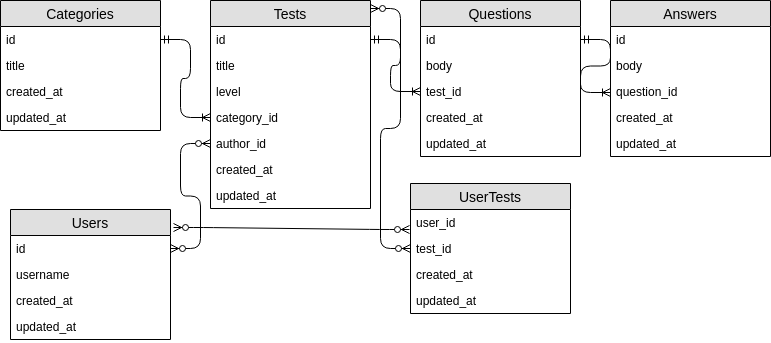 Categories
id
title
created_at
updated_at
Tests
id
title
level
category_id
author_id
created_at
updated_at
Questions
id
body
test_id
created_at
updated_at
Answers
id
body
question_id
created_at
updated_at
Users
id
username
created_at
updated_at
UserTests
user_id
test_id
created_at
updated_at